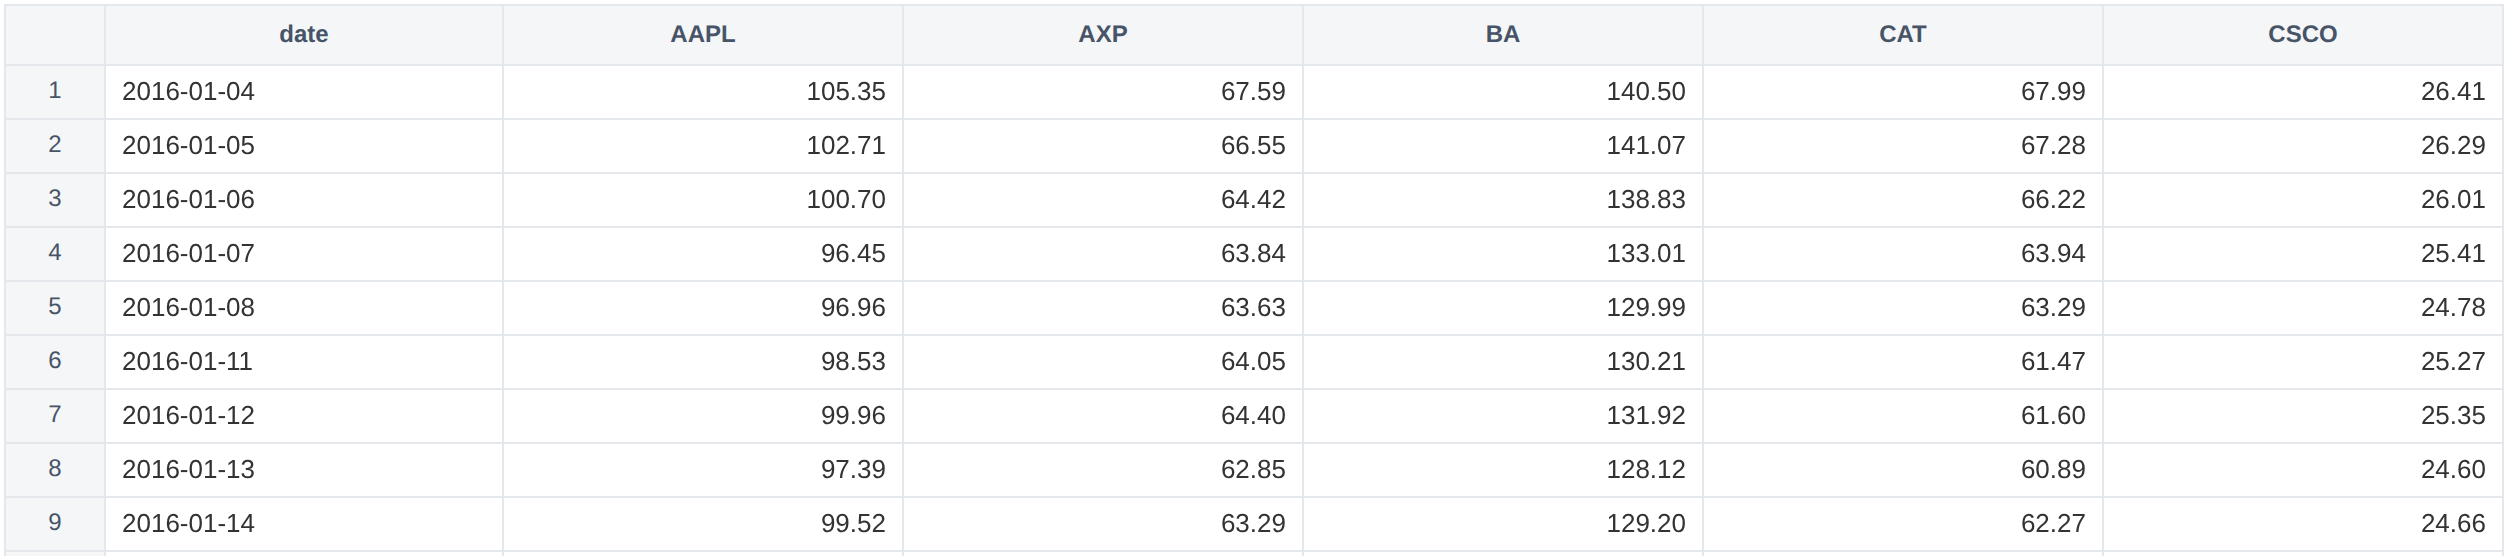 date AAPL AXP BA CAT CSCO
1 2016-01-04 105.35 67.59 140.50 67.99 26.41
2 2016-01-05 102.71 66.55 141.07 67.28 26.29
3 2016-01-06 100.70 64.42 138.83 66.22 26.01
4 2016-01-07 96.45 63.84 133.01 63.94 25.41
5 2016-01-08 96.96 63.63 129.99 63.29 24.78
6 2016-01-11 98.53 64.05 130.21 61.47 25.27
7 2016-01-12 99.96 64.40 131.92 61.60 25.35
8 2016-01-13 97.39 62.85 128.12 60.89 24.60
9 2016-01-14 99.52 63.29 129.20 62.27 24.66